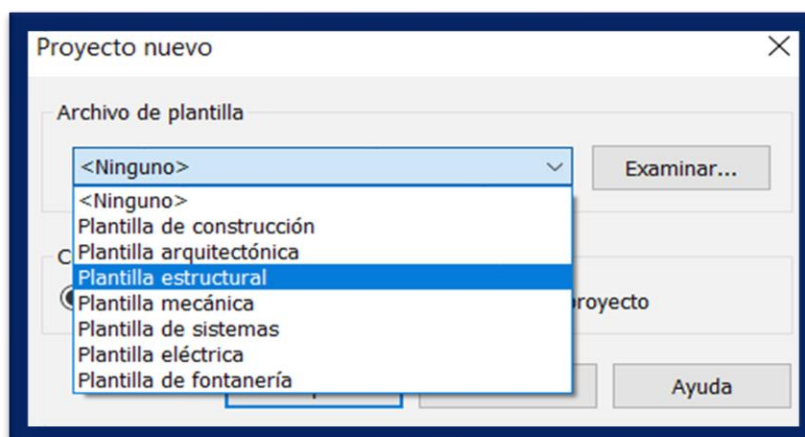 Proyecto nuevo
Archivo de plantilla
<Ninguno>
Examinar...
<Ninguno>
Plantilla de construcción
Plantilla arquitectónica
Plantilla estructural
Plantilla mecánica
Plantilla de sistemas
Plantilla eléctrica
Plantilla de fontanería
Ayuda